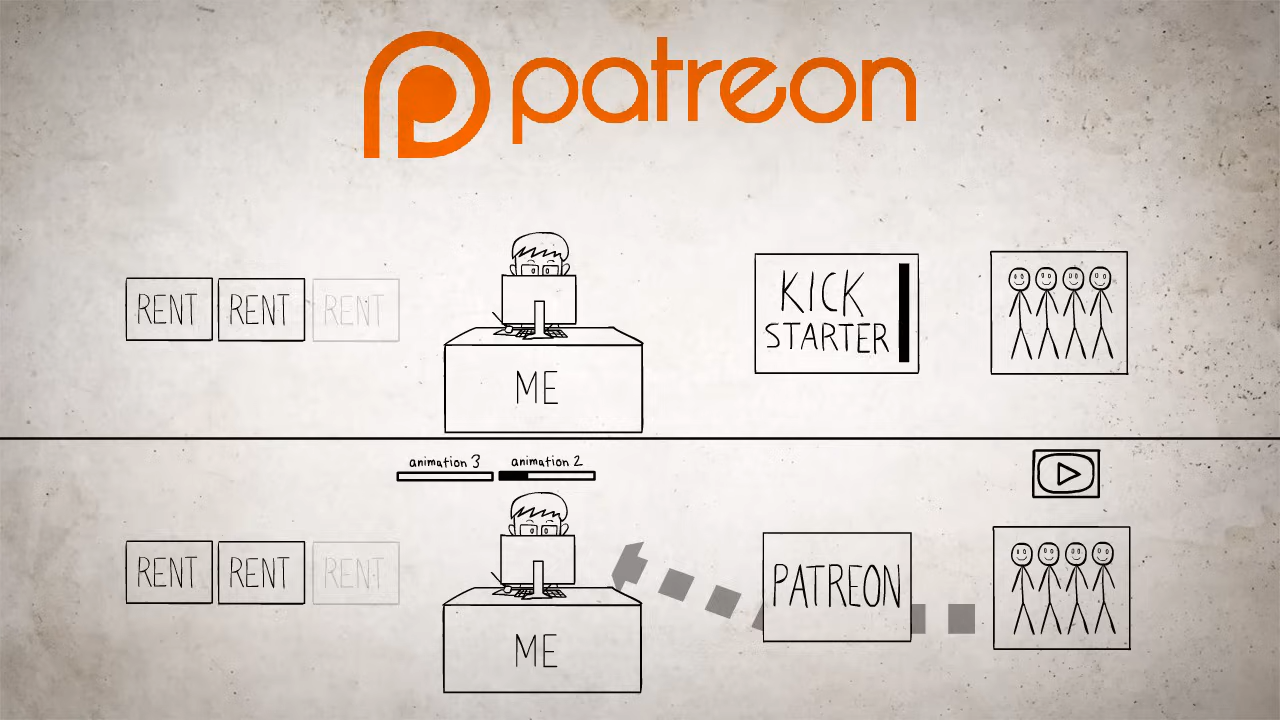 patreon
RENT RENT RENT
ME
KICK
STARTER
animation 3 animation 2
RENT RENT RENT
ME
PATREON